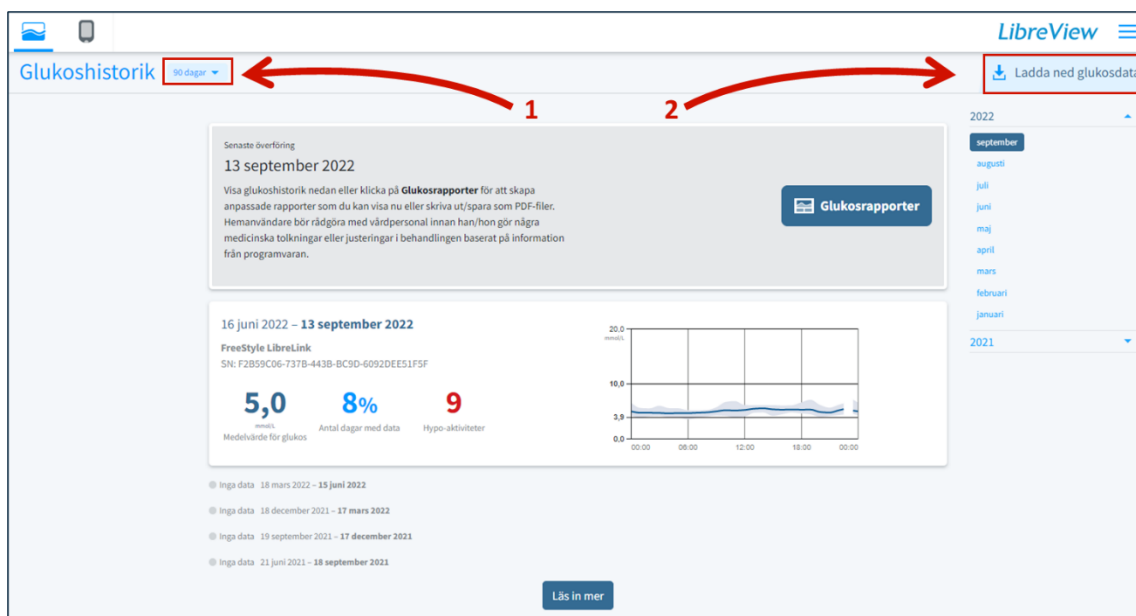 LibreView
Glukoshistorik 90 dagar
Ladda ned glukosdata
1
2
Senaste överföring
13 september 2022
Visa glukoshistorik nedan eller klicka på Glukosrapporter för att skapa
anpassade rapporter som du kan visa nu eller skriva ut/spara som PDF-filer.
Hemanvändare bör rådgöra med vårdpersonal innan han/hon gör några
medicinska tolkningar eller justeringar i behandlingen baserat på information
från programvaran.
Glukosrapporter
2022
september
augusti
juli
juni
maj
april
mars
februari
januari
2021
16 juni 2022 – 13 september 2022
FreeStyle LibreLink
SN: F2B59C06-737B-443B-BC9D-6092DEE51F5F
5,0
mmol/L
Medelvärde för glukos
8%
Antal dagar med data
9
Hypo-aktiviteter
20,0
mmol/L
10,0
3,9
0,0
00:00 06:00 12:00 18:00 00:00
Inga data 18 mars 2022 – 15 juni 2022
Inga data 18 december 2021 – 17 mars 2022
Inga data 19 september 2021 – 17 december 2021
Inga data 21 juni 2021 – 18 september 2021
Läs in mer